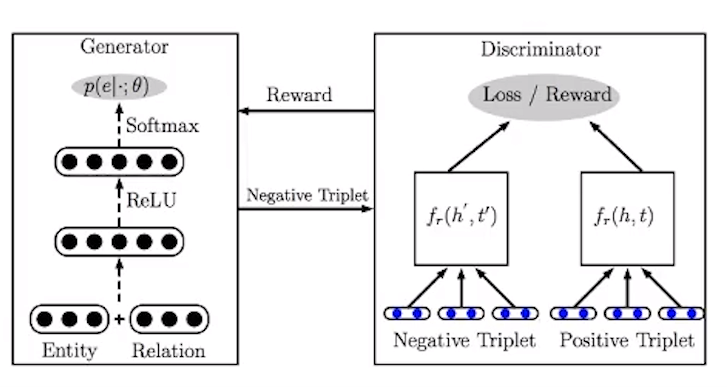 Generator
p(e|·; θ)
Softmax
ReLU
+
Entity
Relation
Reward
Negative Triplet
Discriminator
Loss / Reward
f_r(h′, t′)
f_r(h, t)
Negative Triplet
Positive Triplet